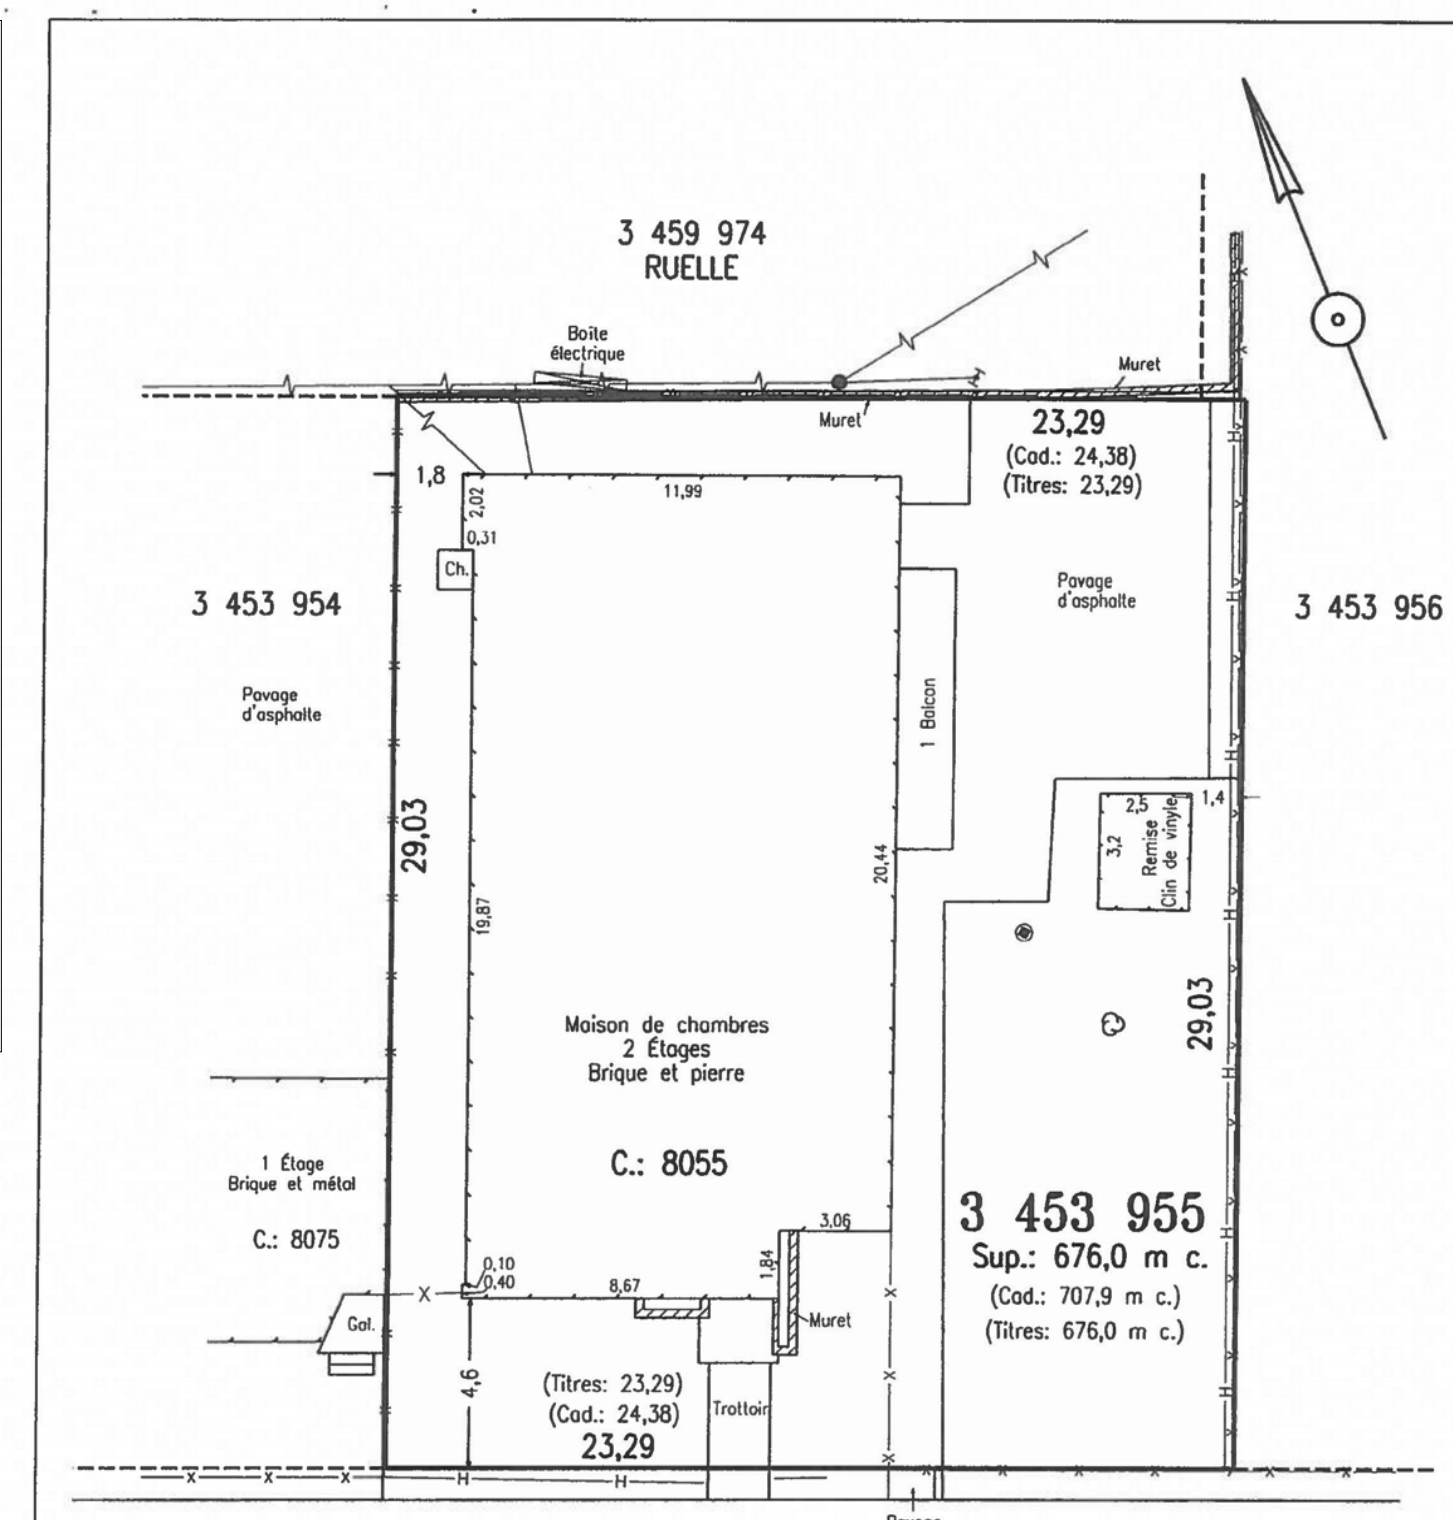 3 459 974
RUELLE
Boîte
électrique
Muret
Muret
23,29
(Cad.: 24,38)
(Titres: 23,29)
1,8
2,02
11,99
0,31
Ch.
3 453 954
Pavage
d'asphalte
3 453 956
Pavage
d'asphalte
1 Balcon
29,03
2,5
1,4
3,2
Remise
Clin de vinyle
20,44
19,87
29,03
Maison de chambres
2 Étages
Brique et pierre
C.: 8055
1 Étage
Brique et métal
C.: 8075
3 453 955
Sup.: 676,0 m c.
(Cad.: 707,9 m c.)
(Titres: 676,0 m c.)
3,06
1,84
0,10
0,40
8,67
Gal.
Muret
4,6
(Titres: 23,29)
(Cad.: 24,38)
23,29
Trottoir